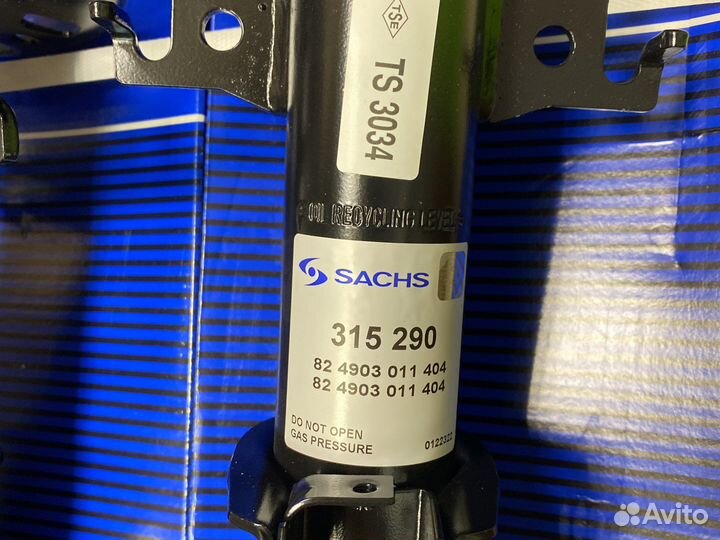 TSE
TS 3034
OIL RECYCLING LEVEL
SACHS
315 290
82 4903 011 404
82 4903 011 404
DO NOT OPEN
GAS PRESSURE
0122322
Avito